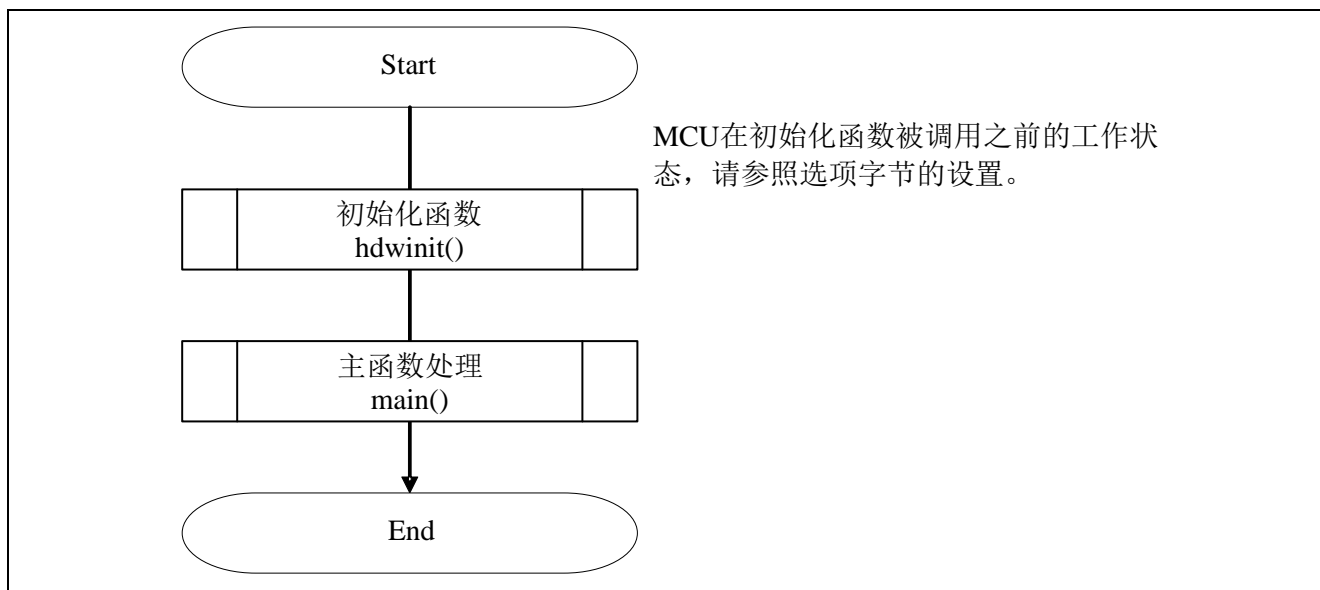 Start
MCU在初始化函数被调用之前的工作状
态，请参照选项字节的设置。
初始化函数
hdwinit()
主函数处理
main()
End